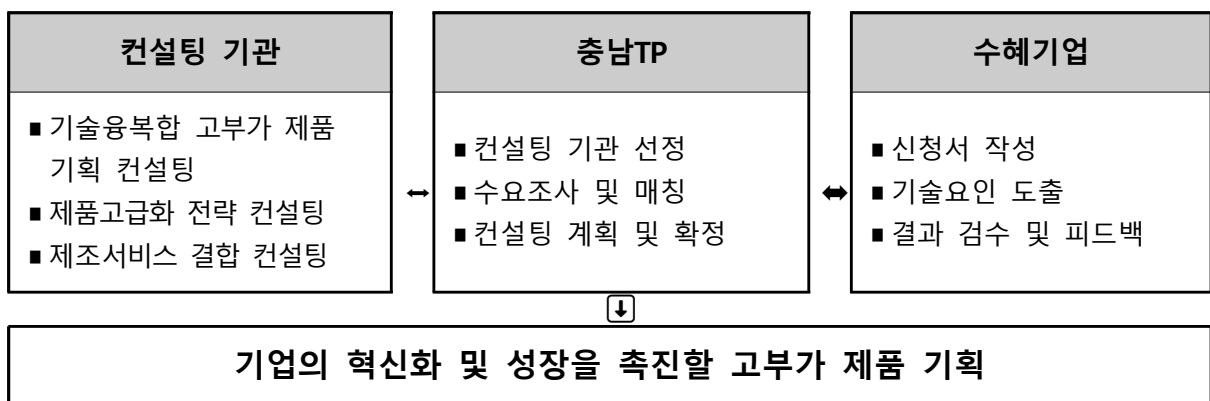 컨설팅 기관
■ 기술융복합 고부가 제품
기획 컨설팅
■ 제품고급화 전략 컨설팅
■ 제조서비스 결합 컨설팅
↔
충남TP
■ 컨설팅 기관 선정
■ 수요조사 및 매칭
■ 컨설팅 계획 및 확정
⬌
수혜기업
■ 신청서 작성
■ 기술요인 도출
■ 결과 검수 및 피드백
↓
기업의 혁신화 및 성장을 촉진할 고부가 제품 기획